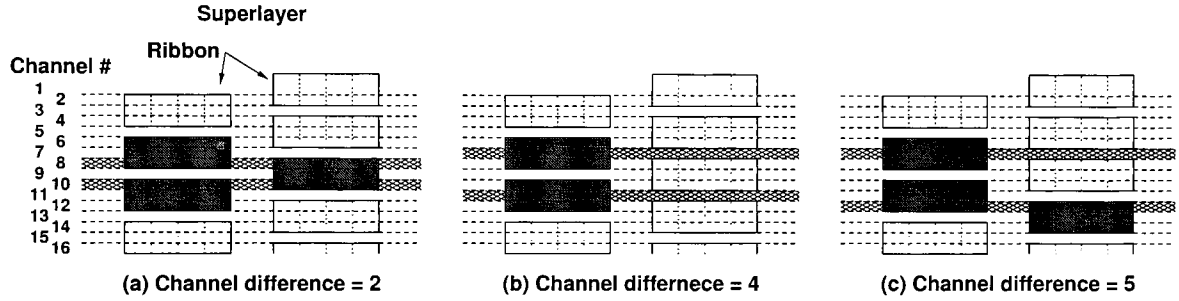 Superlayer
Ribbon
Channel #
1
2
3
4
5
6
7
8
9
10
11
12
13
14
15
16
(a) Channel difference = 2
(b) Channel differnece = 4
(c) Channel difference = 5